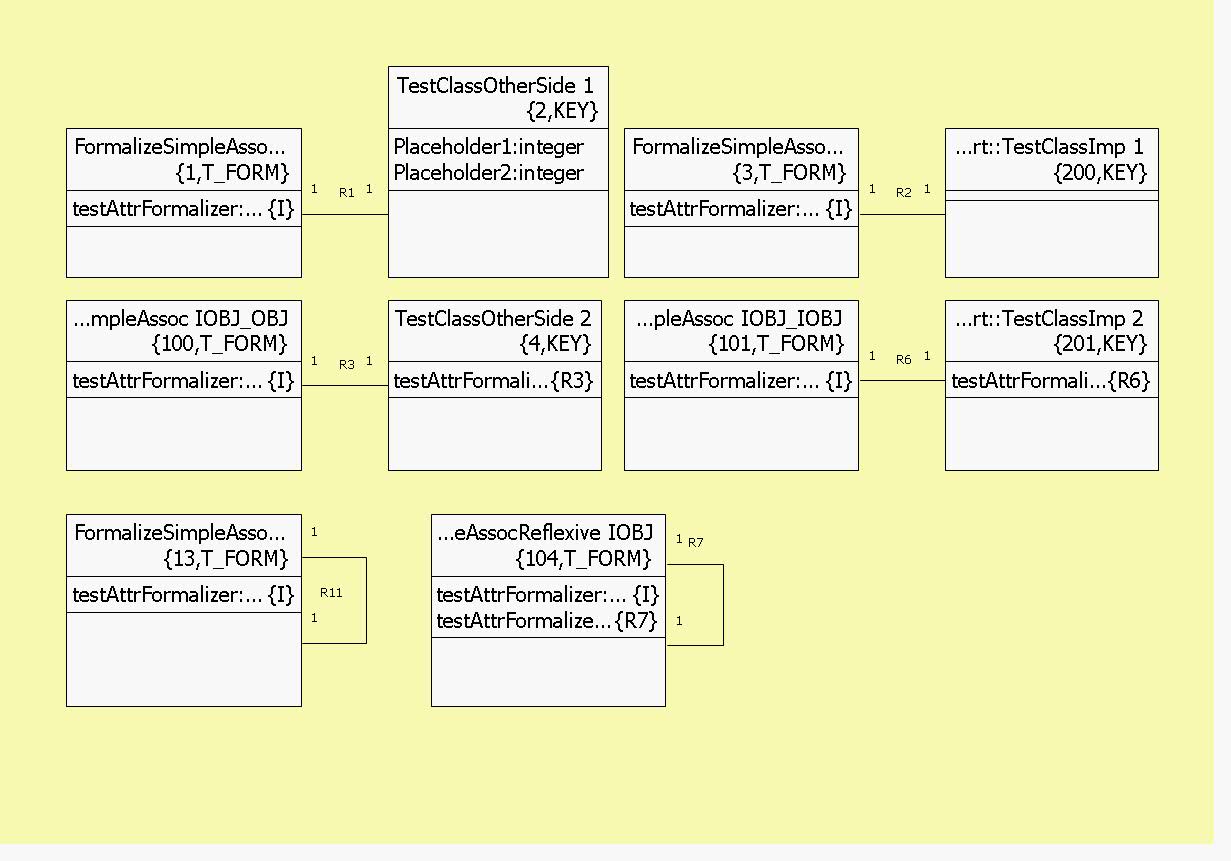 TestClassOtherSide 1
{2,KEY}
Placeholder1:integer
Placeholder2:integer
FormalizeSimpleAsso...
{1,T_FORM}
testAttrFormalizer:... {I}
1 R1 1
FormalizeSimpleAsso...
{3,T_FORM}
testAttrFormalizer:... {I}
1 R2 1
...rt::TestClassImp 1
{200,KEY}
...mpleAssoc IOBJ_OBJ
{100,T_FORM}
testAttrFormalizer:... {I}
1 R3 1
TestClassOtherSide 2
{4,KEY}
testAttrFormali...{R3}
...pleAssoc IOBJ_IOBJ
{101,T_FORM}
testAttrFormalizer:... {I}
1 R6 1
...rt::TestClassImp 2
{201,KEY}
testAttrFormali...{R6}
FormalizeSimpleAsso...
{13,T_FORM}
testAttrFormalizer:... {I}
1
R11
1
...eAssocReflexive IOBJ
{104,T_FORM}
testAttrFormalizer:... {I}
testAttrFormalize...{R7}
1 R7
1